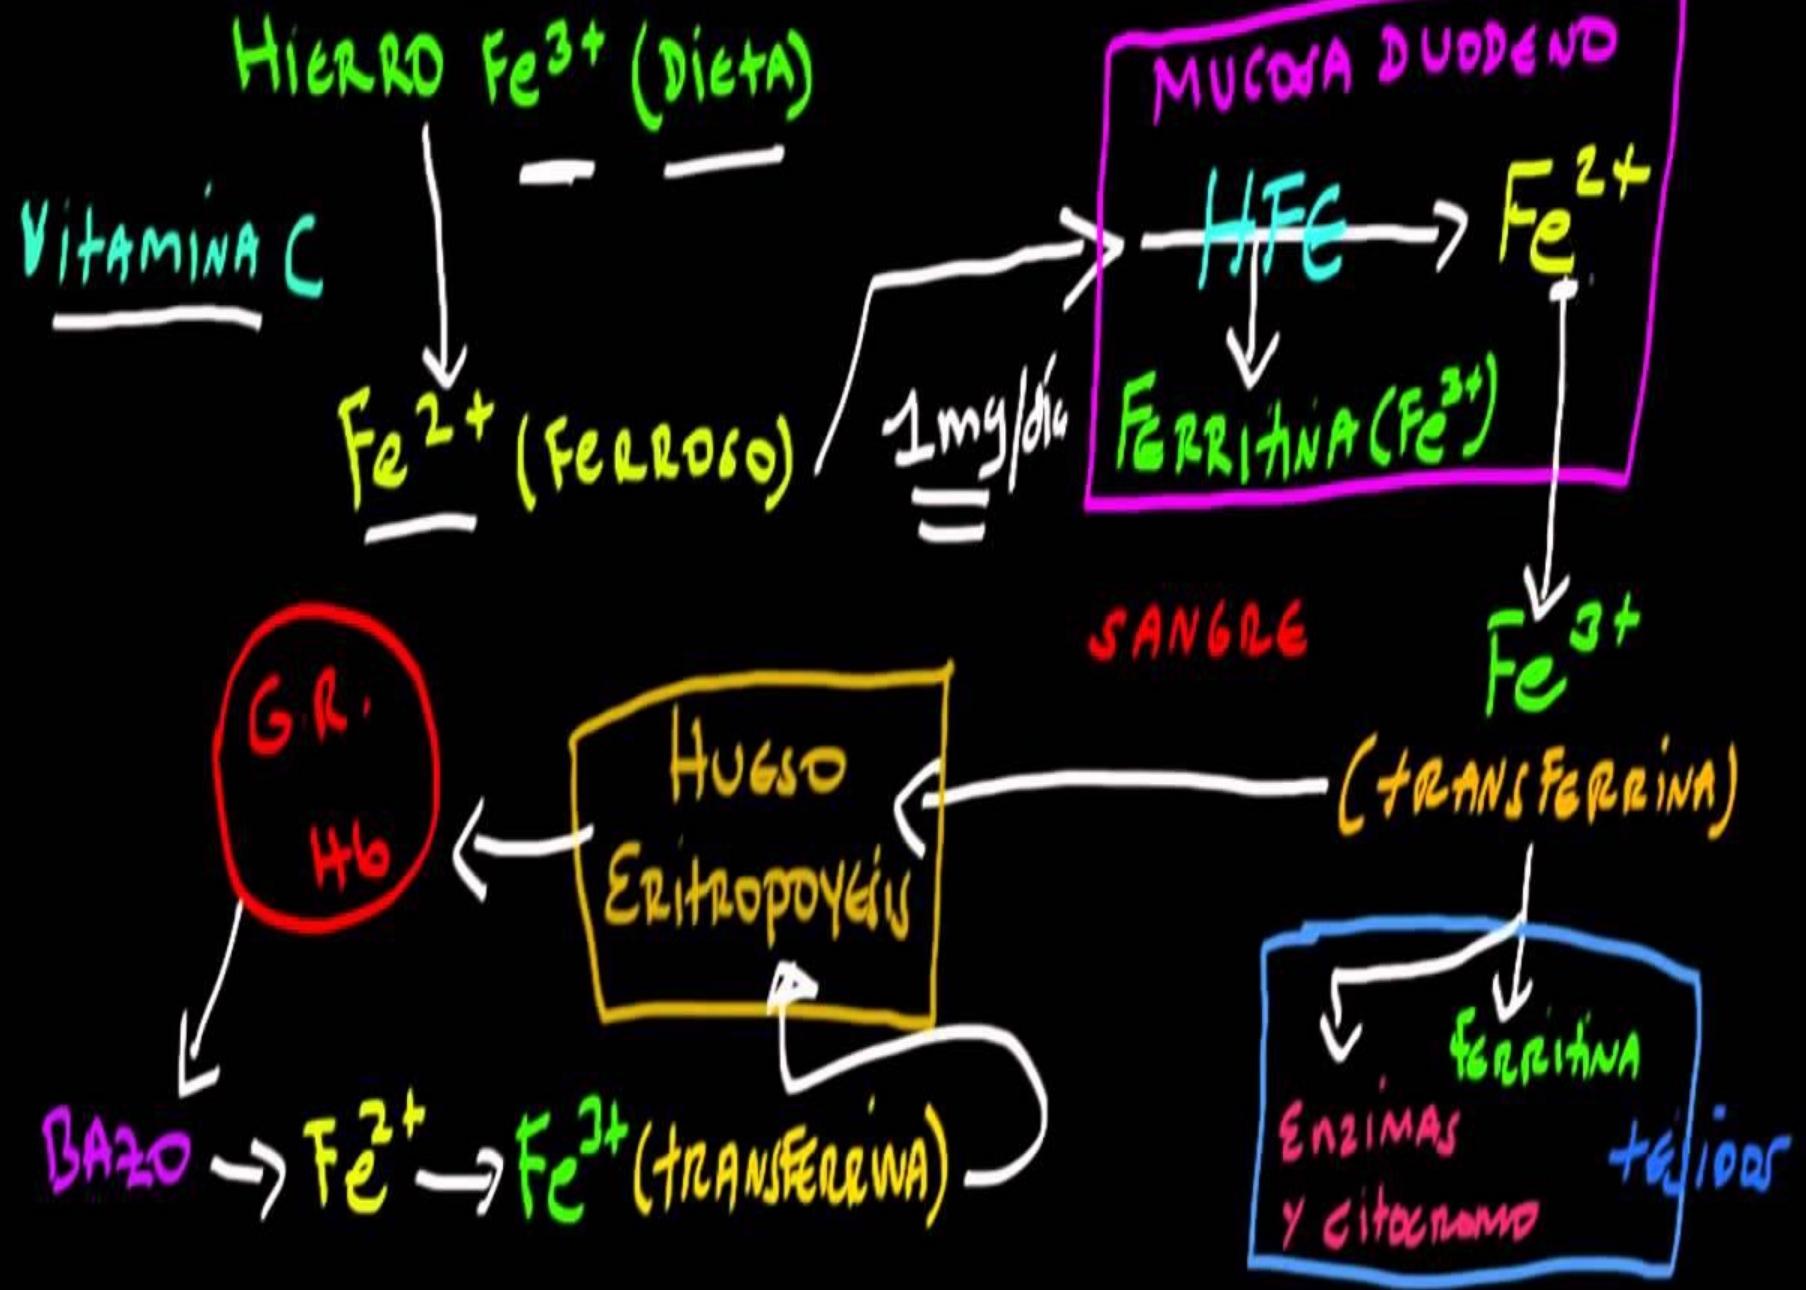 HIERRO Fe³⁺ (DIETA)
VITAMINA C
Fe²⁺ (FERROSO)
1mg/día
MUCOSA DUODENO
HFE
Fe²⁺
FERRITINA (Fe³⁺)
SANGRE
Fe³⁺
(TRANSFERRINA)
HUESO
ERITROPOYESIS
G.R.
Hb
FERRITINA
ENZIMAS
Y CITOCROMO
TEJIDOS
BAZO
Fe²⁺
Fe³⁺ (TRANSFERRINA)